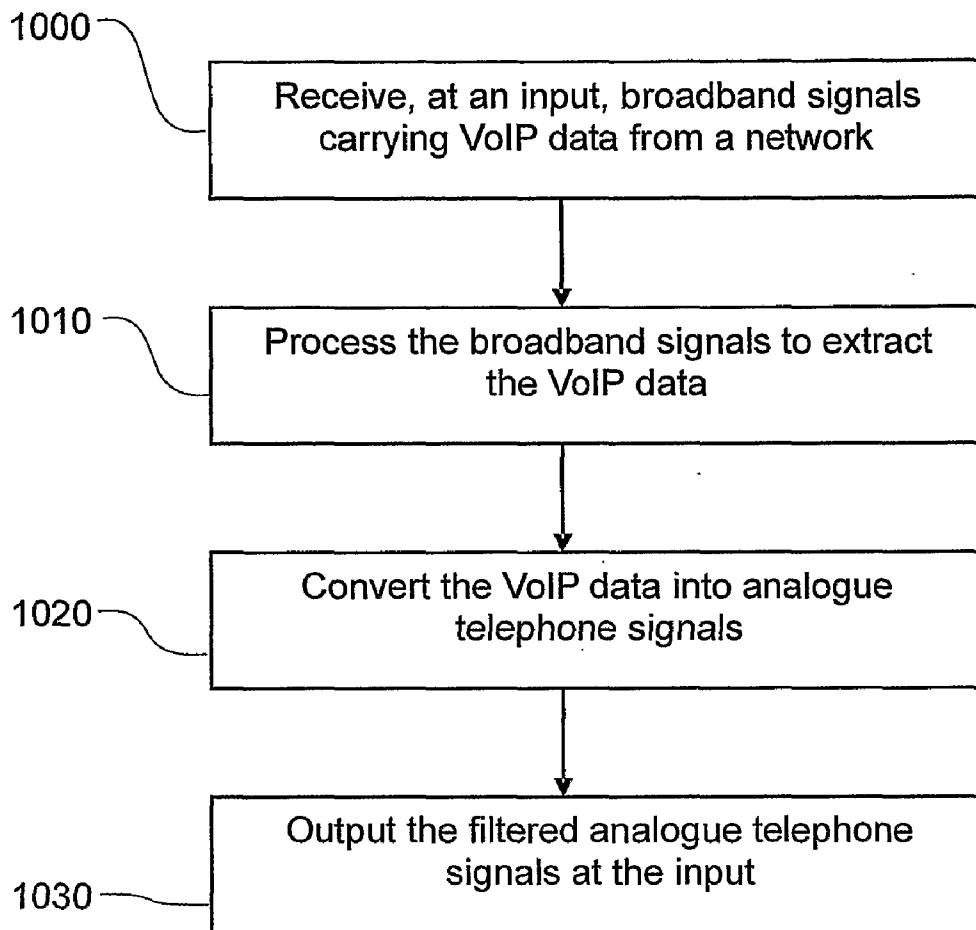 1000
Receive, at an input, broadband signals
carrying VoIP data from a network
1010
Process the broadband signals to extract
the VoIP data
1020
Convert the VoIP data into analogue
telephone signals
1030
Output the filtered analogue telephone
signals at the input